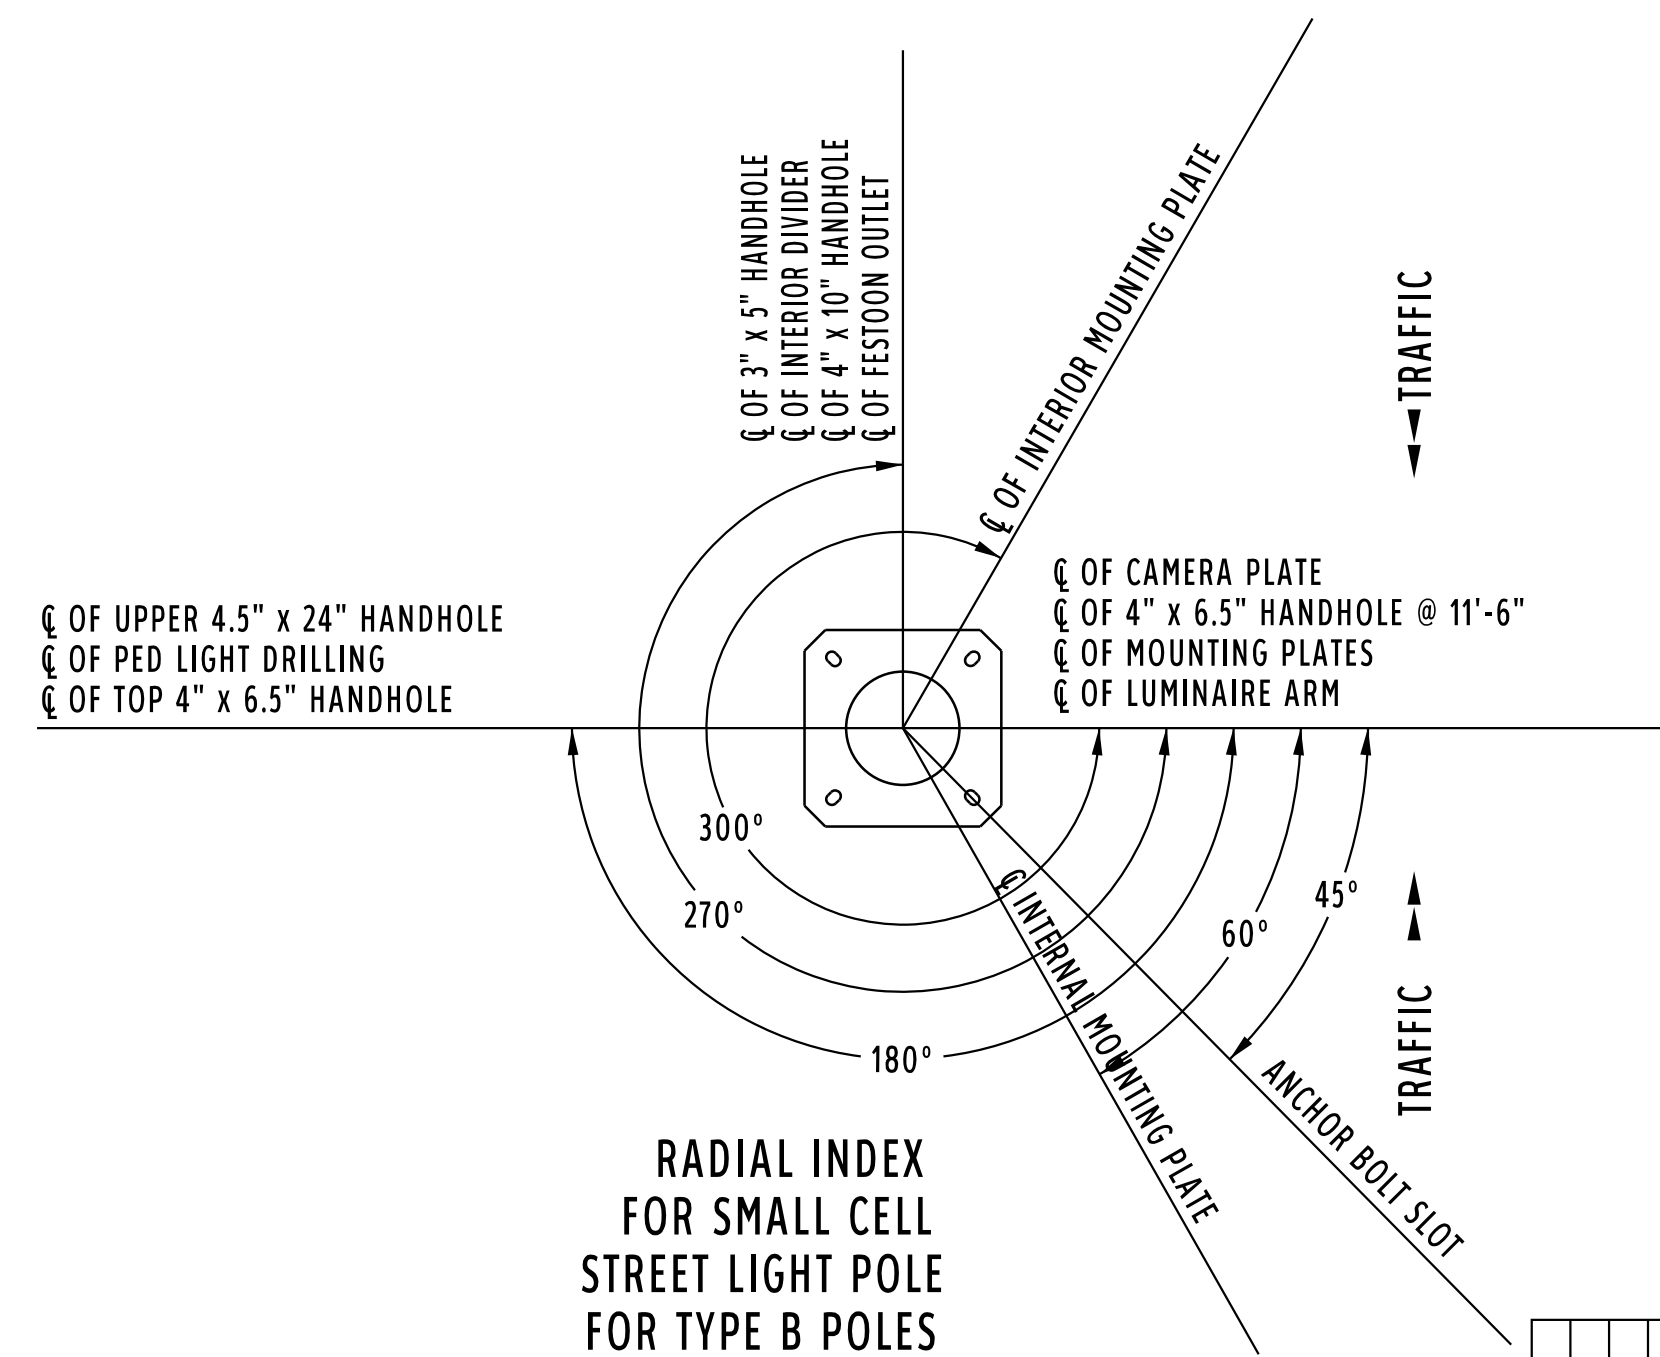 ℄ OF 3" x 5" HANDHOLE
℄ OF INTERIOR DIVIDER
℄ OF 4" x 10" HANDHOLE
℄ OF FESTOON OUTLET
℄ OF INTERIOR MOUNTING PLATE
TRAFFIC
℄ OF UPPER 4.5" x 24" HANDHOLE
℄ OF PED LIGHT DRILLING
℄ OF TOP 4" x 6.5" HANDHOLE
℄ OF CAMERA PLATE
℄ OF 4" x 6.5" HANDHOLE @ 11'-6"
℄ OF MOUNTING PLATES
℄ OF LUMINAIRE ARM
300°
270°
180°
60°
45°
℄ INTERNAL MOUNTING PLATE
ANCHOR BOLT SLOT
TRAFFIC
RADIAL INDEX
FOR SMALL CELL
STREET LIGHT POLE
FOR TYPE B POLES